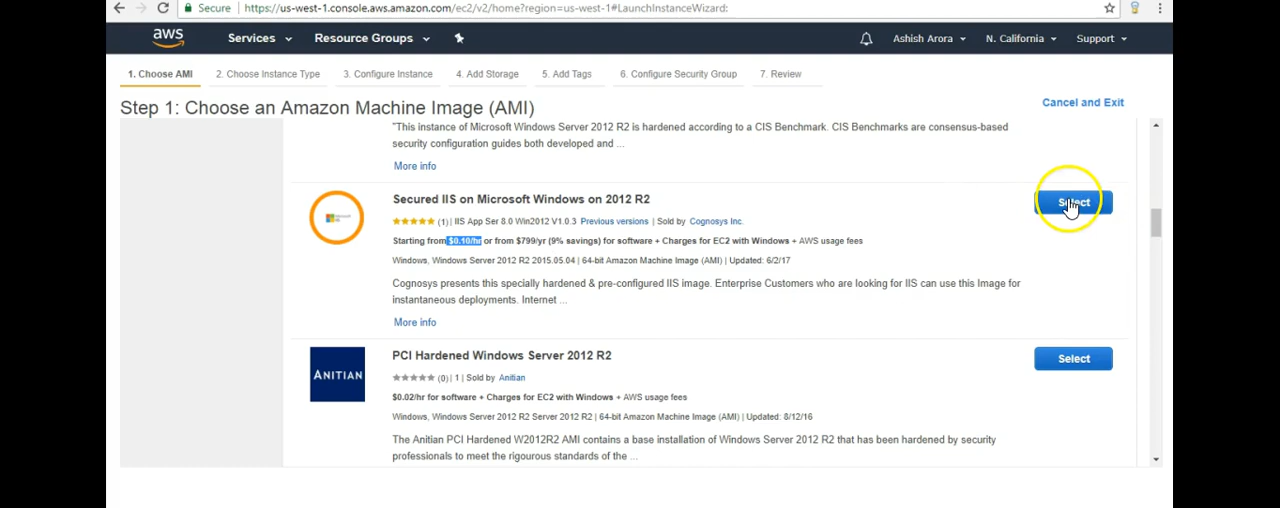 Secure
https://us-west-1.console.aws.amazon.com/ec2/v2/home?region=us-west-1#LaunchInstanceWizard:
aws Services Resource Groups Ashish Arora N. California Support
1. Choose AMI 2. Choose Instance Type 3. Configure Instance 4. Add Storage 5. Add Tags 6. Configure Security Group 7. Review
Step 1: Choose an Amazon Machine Image (AMI) Cancel and Exit
"This instance of Microsoft Windows Server 2012 R2 is hardened according to a CIS Benchmark. CIS Benchmarks are consensus-based
security configuration guides both developed and ...
More info
Secured IIS on Microsoft Windows on 2012 R2
Select
(1) | IIS App Ser 8.0 Win2012 V1.0.3 Previous versions | Sold by Cognosys Inc.
Starting from $0.10/hr or from $799/yr (9% savings) for software + Charges for EC2 with Windows + AWS usage fees
Windows, Windows Server 2012 R2 2015.05.04 | 64-bit Amazon Machine Image (AMI) | Updated: 6/2/17
Cognosys presents this specially hardened & pre-configured IIS image. Enterprise Customers who are looking for IIS can use this Image for
instantaneous deployments. Internet ...
More info
ANITIAN
PCI Hardened Windows Server 2012 R2
Select
(0) | 1 | Sold by Anitian
$0.02/hr for software + Charges for EC2 with Windows + AWS usage fees
Windows, Windows Server 2012 R2 Server 2012 R2 | 64-bit Amazon Machine Image (AMI) | Updated: 8/12/16
The Anitian PCI Hardened W2012R2 AMI contains a base installation of Windows Server 2012 R2 that has been hardened by security
professionals to meet the rigourous standards of the ...